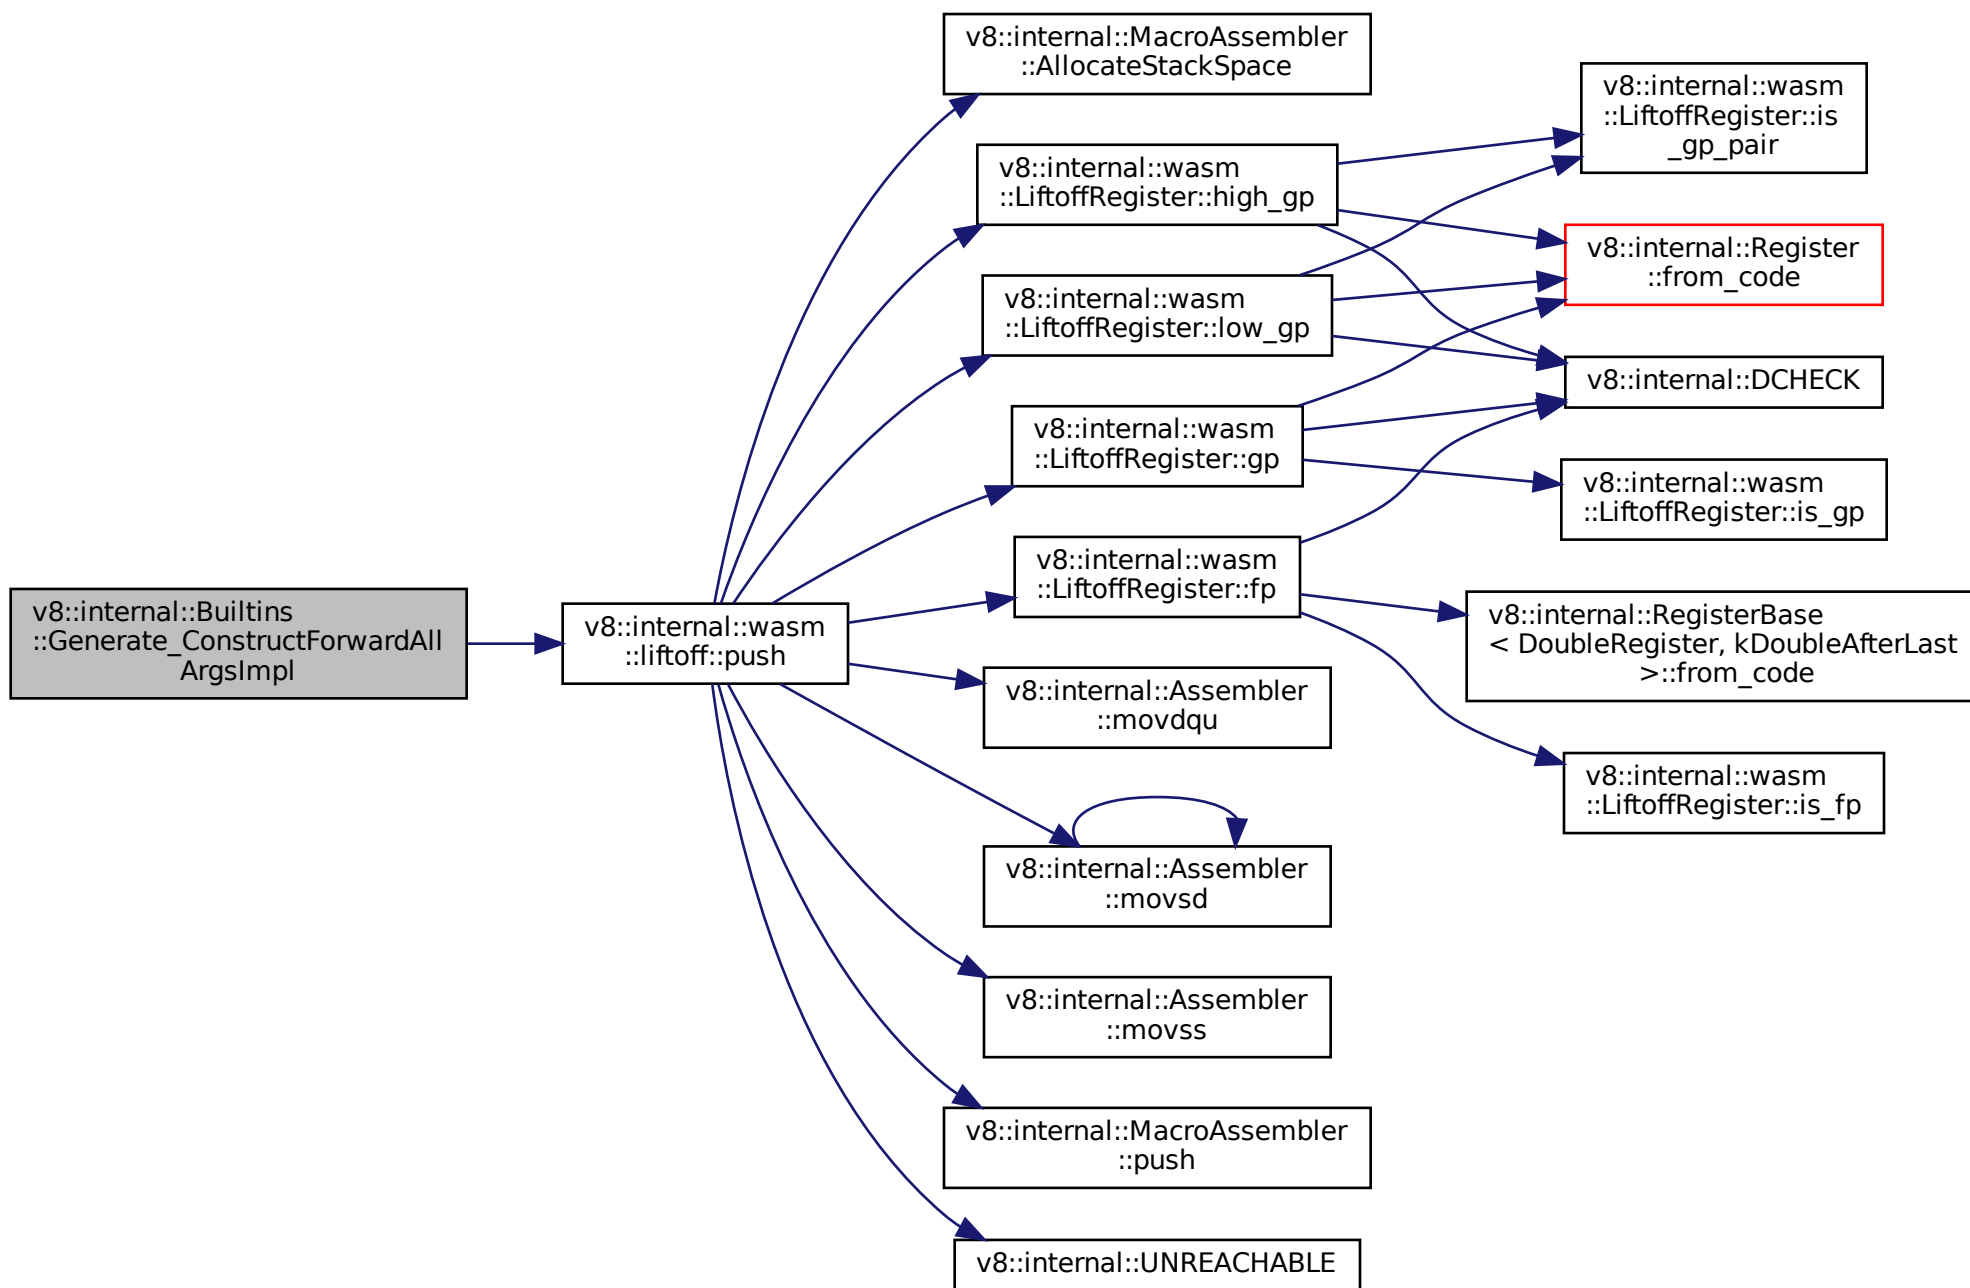 v8::internal::Builtins
::Generate_ConstructForwardAll
ArgsImpl
v8::internal::wasm
::liftoff::push
v8::internal::MacroAssembler
::AllocateStackSpace
v8::internal::wasm
::LiftoffRegister::high_gp
v8::internal::wasm
::LiftoffRegister::low_gp
v8::internal::wasm
::LiftoffRegister::gp
v8::internal::wasm
::LiftoffRegister::fp
v8::internal::Assembler
::movdqu
v8::internal::Assembler
::movsd
v8::internal::Assembler
::movss
v8::internal::MacroAssembler
::push
v8::internal::UNREACHABLE
v8::internal::wasm
::LiftoffRegister::is
_gp_pair
v8::internal::Register
::from_code
v8::internal::DCHECK
v8::internal::wasm
::LiftoffRegister::is_gp
v8::internal::RegisterBase
< DoubleRegister, kDoubleAfterLast
>::from_code
v8::internal::wasm
::LiftoffRegister::is_fp